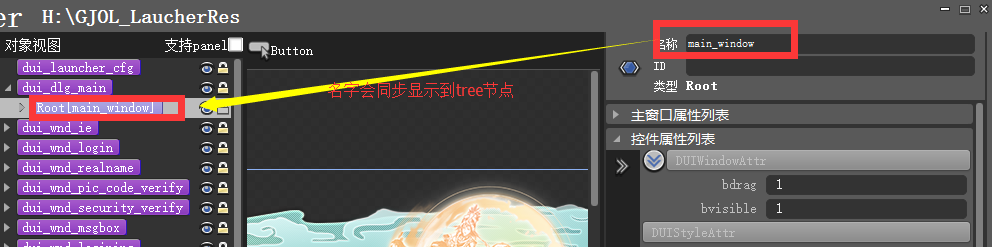 er H:\GJOL_LaucherRes
对象视图 支持panel Button
dui_launcher_cfg
dui_dlg_main
Root[main_window]
dui_wnd_ie
dui_wnd_login
dui_wnd_realname
dui_wnd_pic_code_verify
dui_wnd_security_verify
dui_wnd_msgbox
名字会同步显示到tree节点
名称 main_window
ID
类型 Root
主窗口属性列表
控件属性列表
DUIWindowAttr
bdrag 1
bvisible 1
DUIStyleAttr